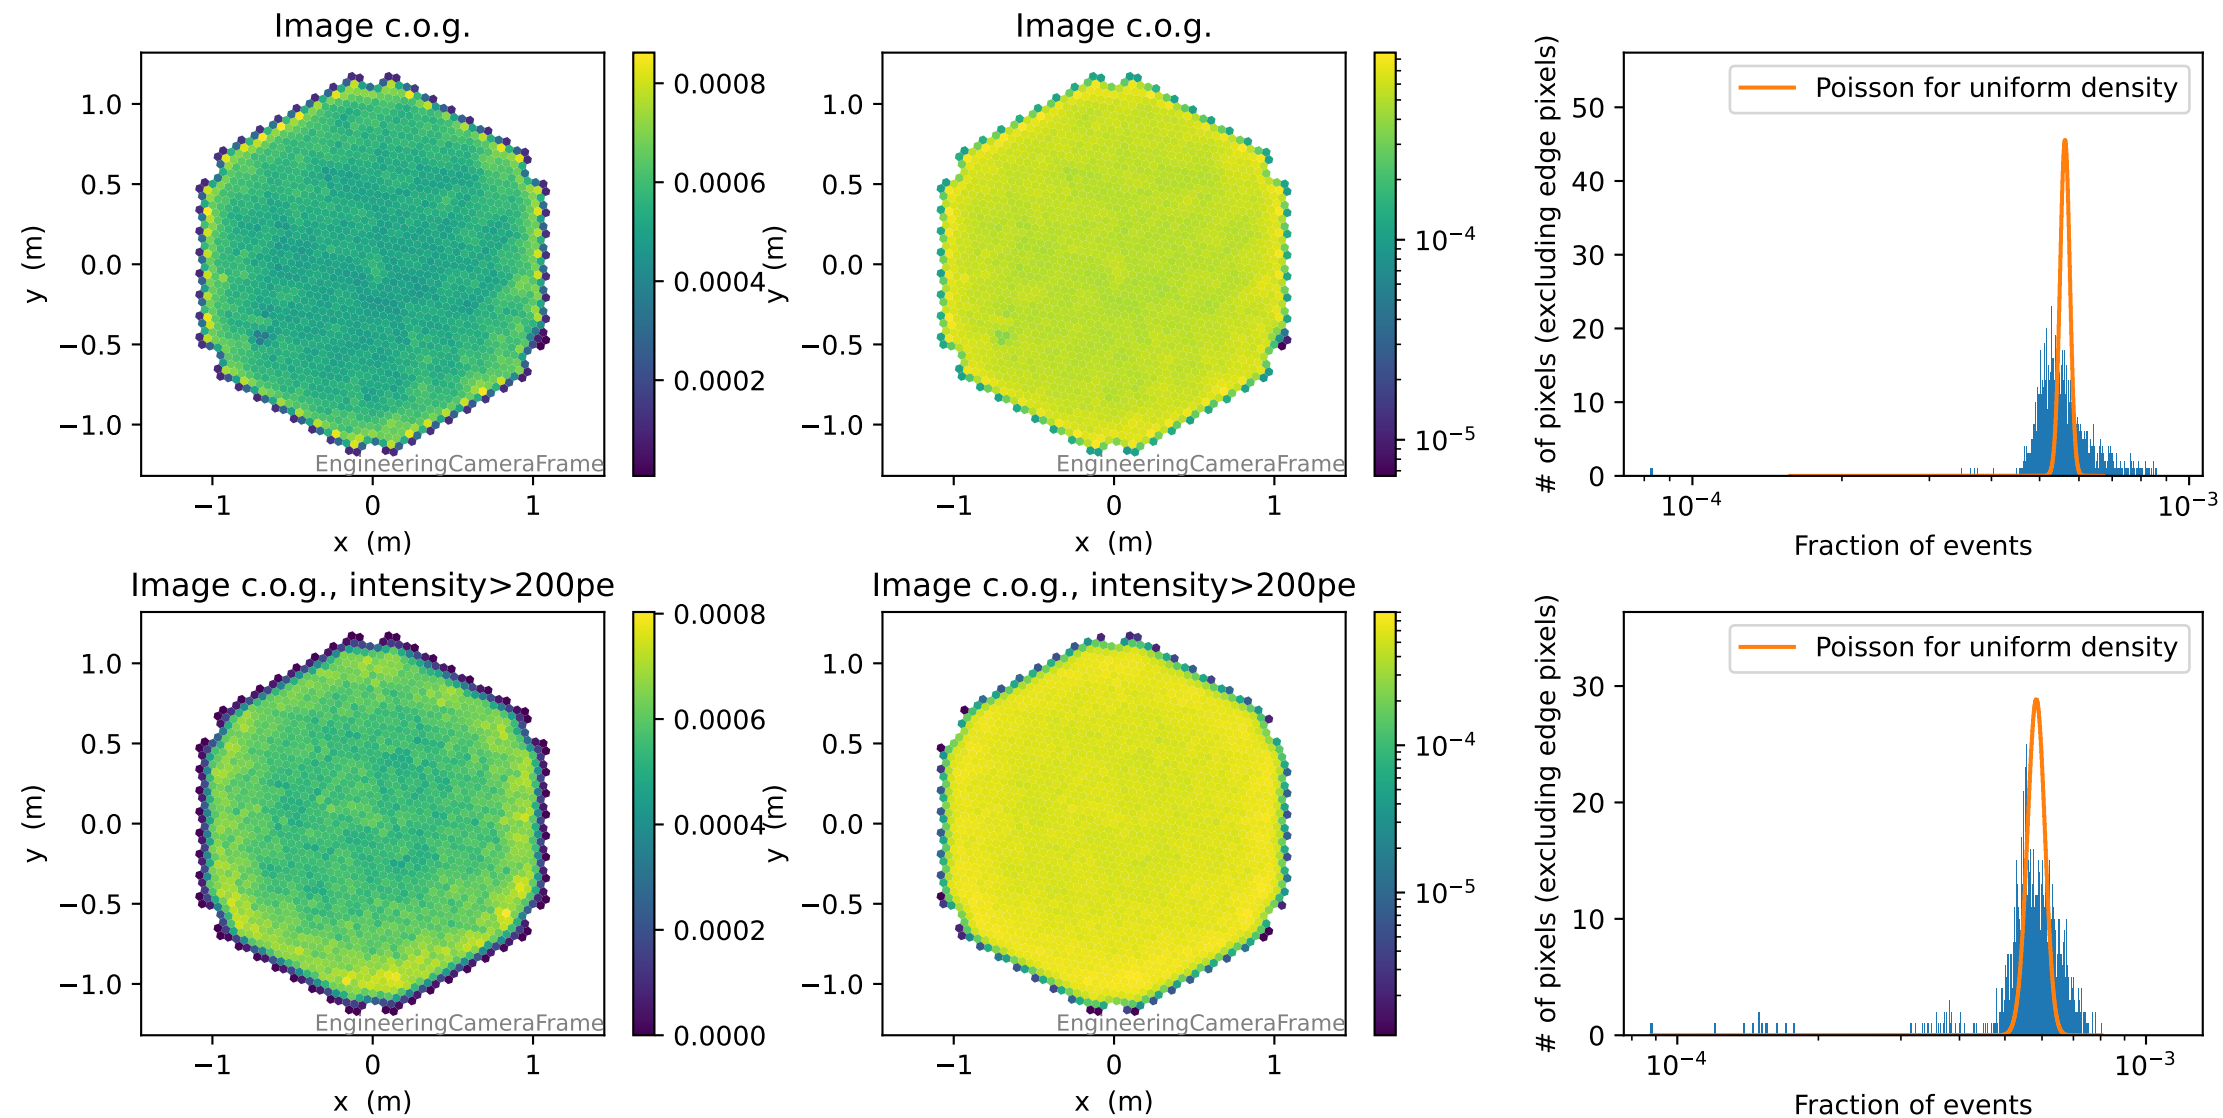 Image c.o.g.
1.0
0.5
0.0
−0.5
−1.0
y (m)
−1
0
1
x (m)
EngineeringCameraFrame
0.0008
0.0006
0.0004
0.0002
Image c.o.g.
1.0
0.5
0.0
−0.5
−1.0
y (m)
−1
0
1
x (m)
EngineeringCameraFrame
10⁻⁴
10⁻⁵
# of pixels (excluding edge pixels)
50
40
30
20
10
0
Poisson for uniform density
10⁻⁴
10⁻³
Fraction of events
Image c.o.g., intensity>200pe
1.0
0.5
0.0
−0.5
−1.0
y (m)
−1
0
1
x (m)
EngineeringCameraFrame
0.0008
0.0006
0.0004
0.0002
0.0000
Image c.o.g., intensity>200pe
1.0
0.5
0.0
−0.5
−1.0
y (m)
−1
0
1
x (m)
EngineeringCameraFrame
10⁻⁴
10⁻⁵
# of pixels (excluding edge pixels)
30
20
10
0
Poisson for uniform density
10⁻⁴
10⁻³
Fraction of events